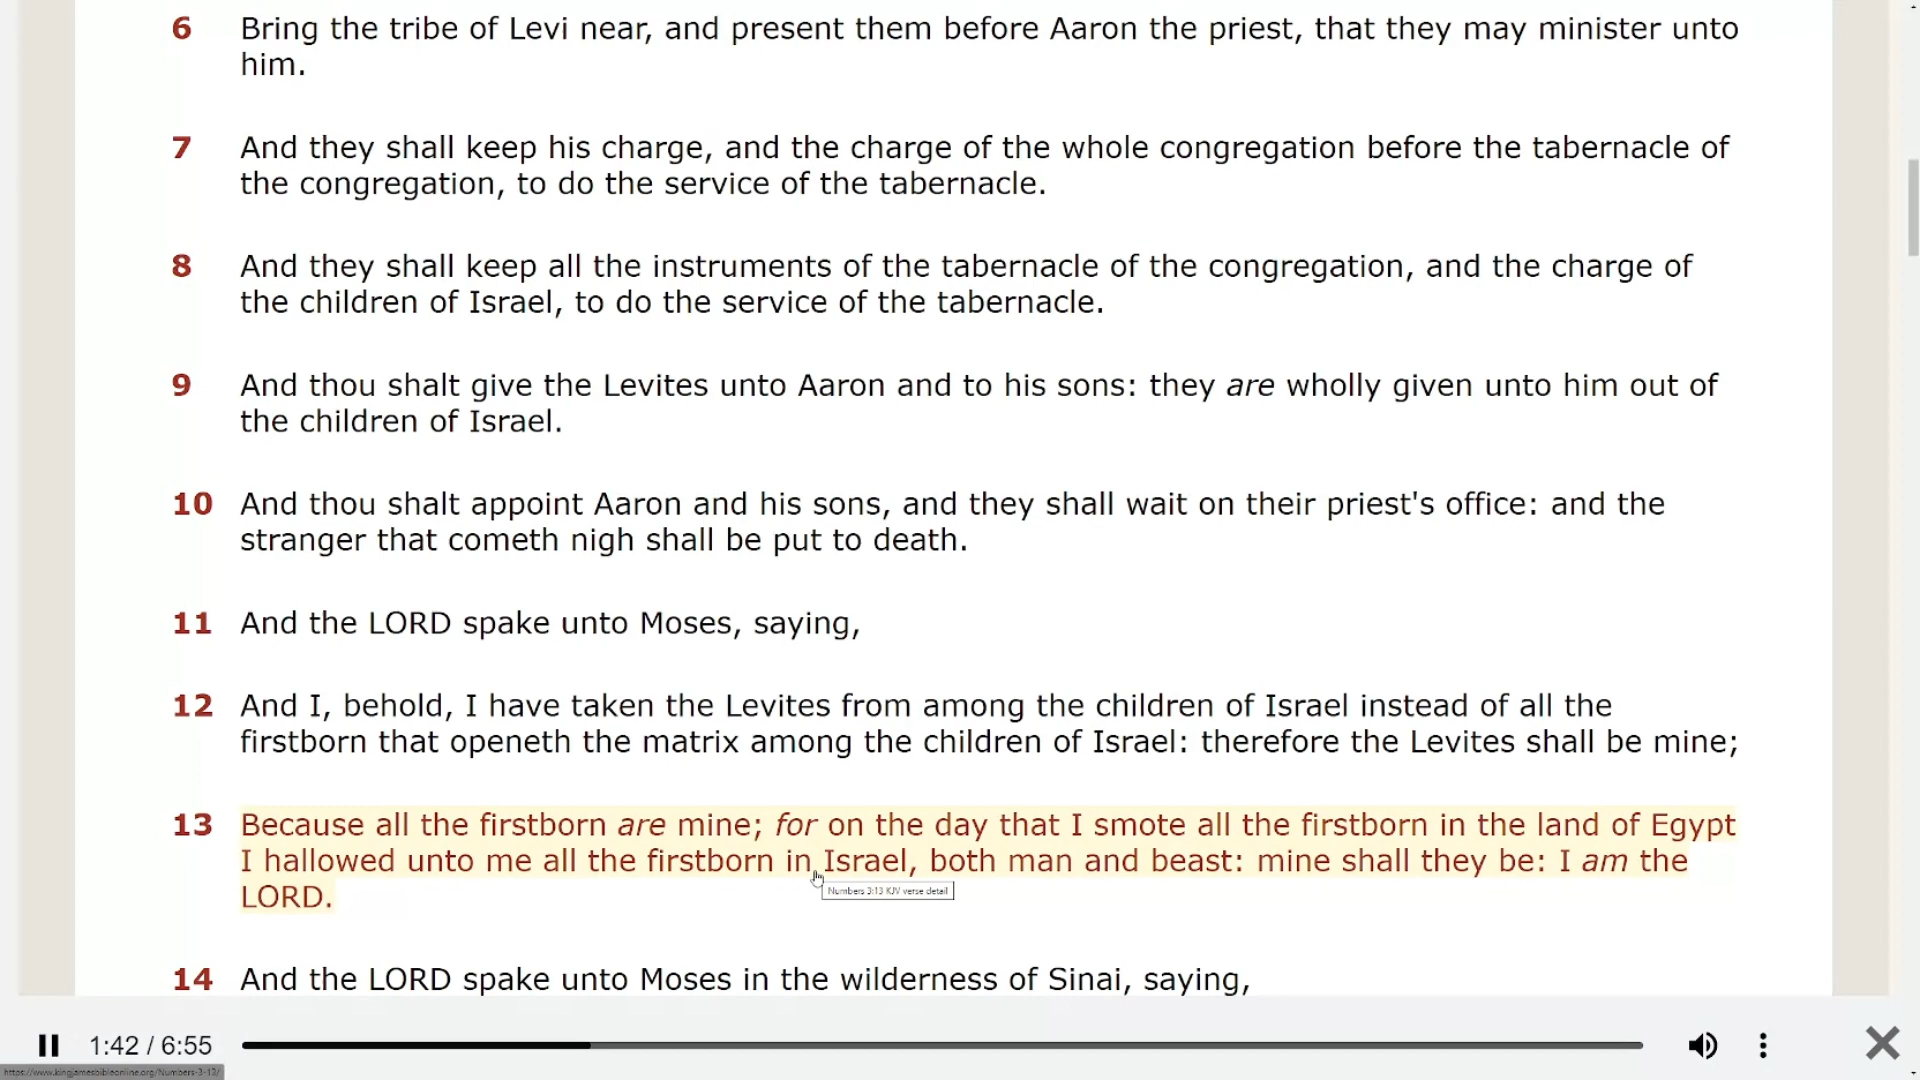 6 Bring the tribe of Levi near, and present them before Aaron the priest, that they may minister unto
him.
7 And they shall keep his charge, and the charge of the whole congregation before the tabernacle of
the congregation, to do the service of the tabernacle.
8 And they shall keep all the instruments of the tabernacle of the congregation, and the charge of
the children of Israel, to do the service of the tabernacle.
9 And thou shalt give the Levites unto Aaron and to his sons: they are wholly given unto him out of
the children of Israel.
10 And thou shalt appoint Aaron and his sons, and they shall wait on their priest's office: and the
stranger that cometh nigh shall be put to death.
11 And the LORD spake unto Moses, saying,
12 And I, behold, I have taken the Levites from among the children of Israel instead of all the
firstborn that openeth the matrix among the children of Israel: therefore the Levites shall be mine;
13 Because all the firstborn are mine; for on the day that I smote all the firstborn in the land of Egypt
I hallowed unto me all the firstborn in Israel, both man and beast: mine shall they be: I am the
LORD.
Numbers 3:13 KJV verse detail
14 And the LORD spake unto Moses in the wilderness of Sinai, saying,
1:42 / 6:55
https://www.kingjamesbibleonline.org/Numbers-3-13/